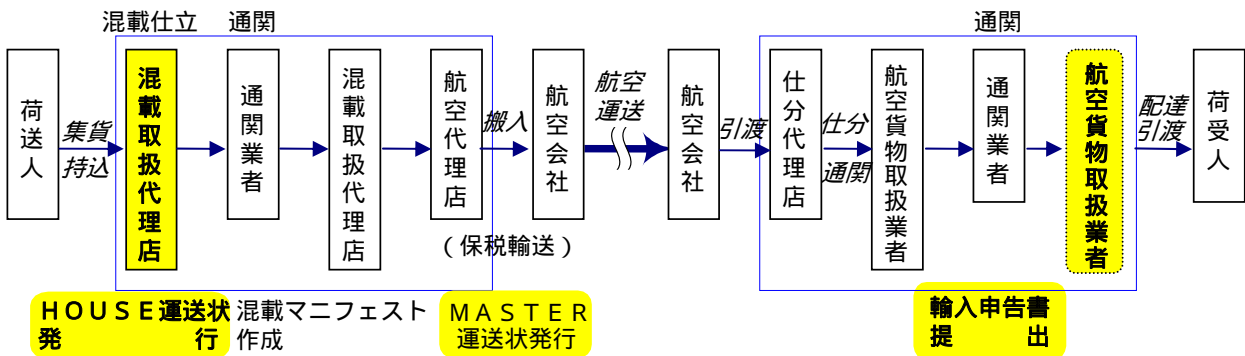 混載仕立　通関
通関
荷送人
集貨
持込
混載取扱代理店
通関業者
混載取扱代理店
航空代理店
搬入
航空会社
航空
運送
航空会社
引渡
仕分代理店
仕分
通関
航空貨物取扱業者
通関業者
航空貨物取扱業者
配達
引渡
荷受人
（保税輸送）
ＨＯＵＳＥ運送状
発　　　行
混載マニフェスト
作成
ＭＡＳＴＥＲ
運送状発行
輸入申告書
提　　　出